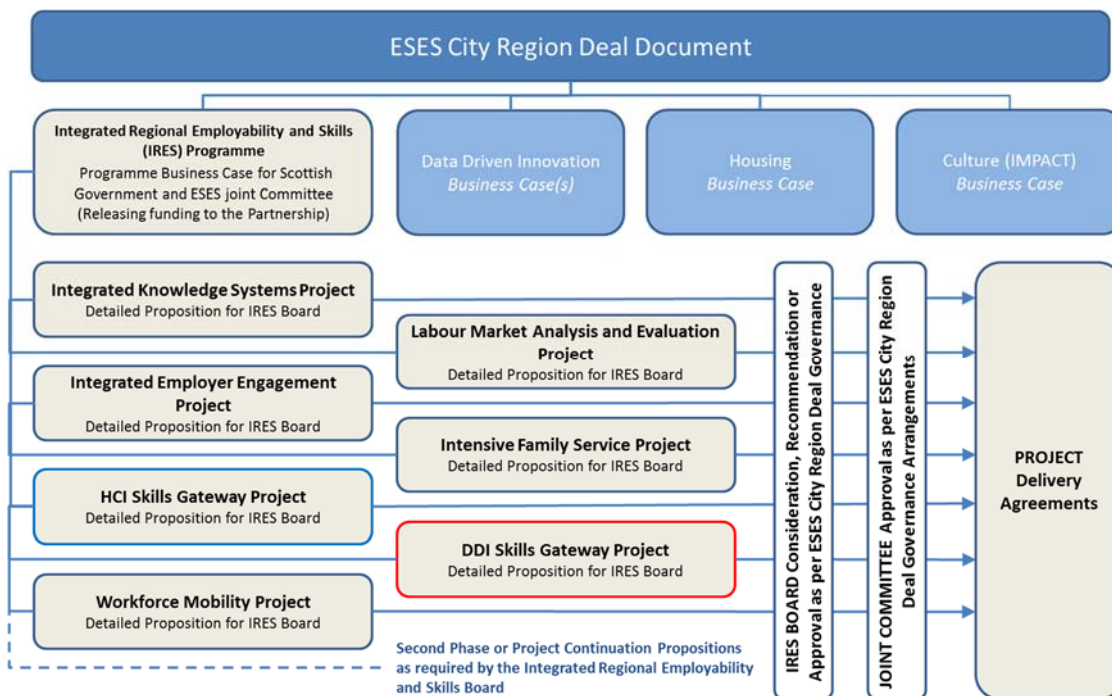 ESES City Region Deal Document
Integrated Regional Employability and Skills
(IRES) Programme
Programme Business Case for Scottish
Government and ESES joint Committee
(Releasing funding to the Partnership)
Data Driven Innovation
Business Case(s)
Housing
Business Case
Culture (IMPACT)
Business Case
Integrated Knowledge Systems Project
Detailed Proposition for IRES Board
Labour Market Analysis and Evaluation
Project
Detailed Proposition for IRES Board
Integrated Employer Engagement
Project
Detailed Proposition for IRES Board
Intensive Family Service Project
Detailed Proposition for IRES Board
HCI Skills Gateway Project
Detailed Proposition for IRES Board
DDI Skills Gateway Project
Detailed Proposition for IRES Board
Workforce Mobility Project
Detailed Proposition for IRES Board
Second Phase or Project Continuation Propositions
as required by the Integrated Regional Employability
and Skills Board
IRES BOARD Consideration, Recommendation or
Approval as per ESES City Region Deal Governance
JOINT COMMITTEE Approval as per ESES City Region
Deal Governance Arrangements
PROJECT
Delivery
Agreements